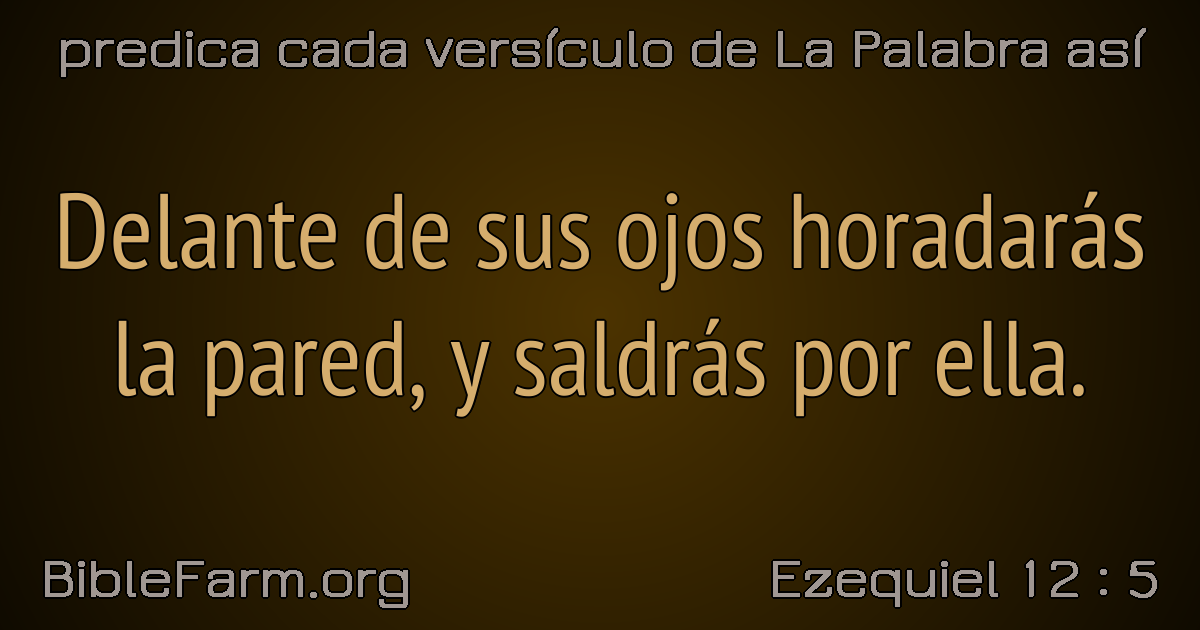 predica cada versículo de La Palabra así
Delante de sus ojos horadarás
la pared, y saldrás por ella.
BibleFarm.org
Ezequiel 12 : 5